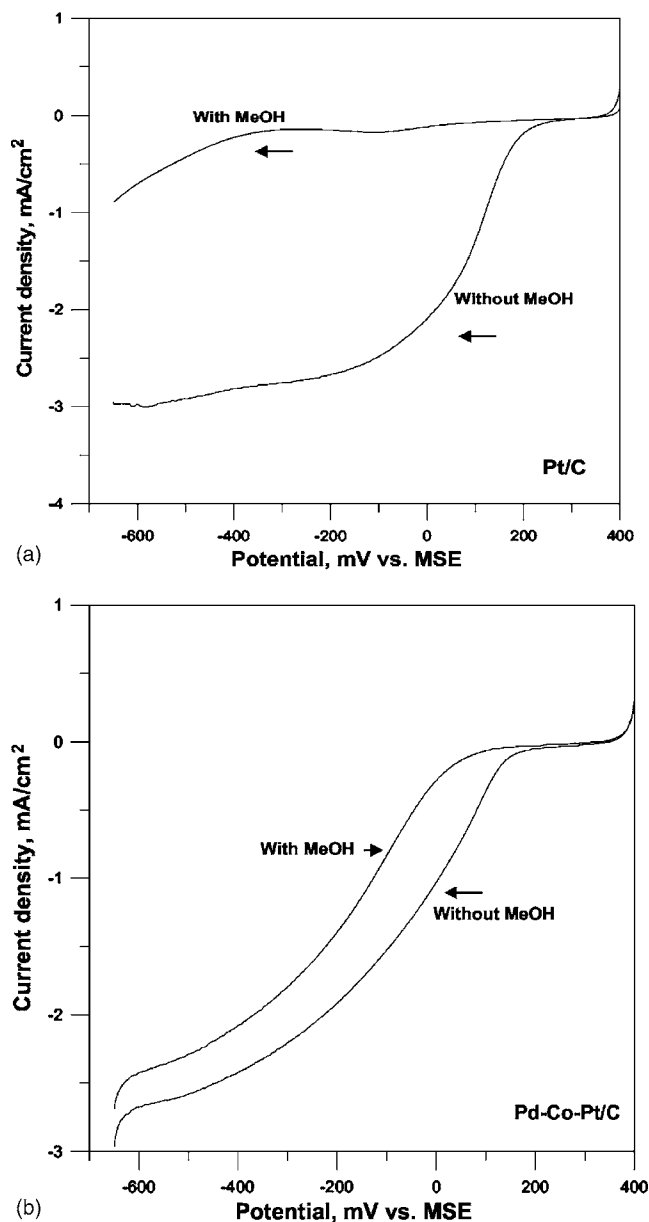 1
0
-1
-2
-3
-4
Current density, mA/cm²
With MeOH
Without MeOH
Pt/C
-600
-400
-200
0
200
400
(a)
Potential, mV vs. MSE
1
0
-1
-2
-3
Current density, mA/cm²
With MeOH
Without MeOH
Pd-Co-Pt/C
-600
-400
-200
0
200
400
(b)
Potential, mV vs. MSE